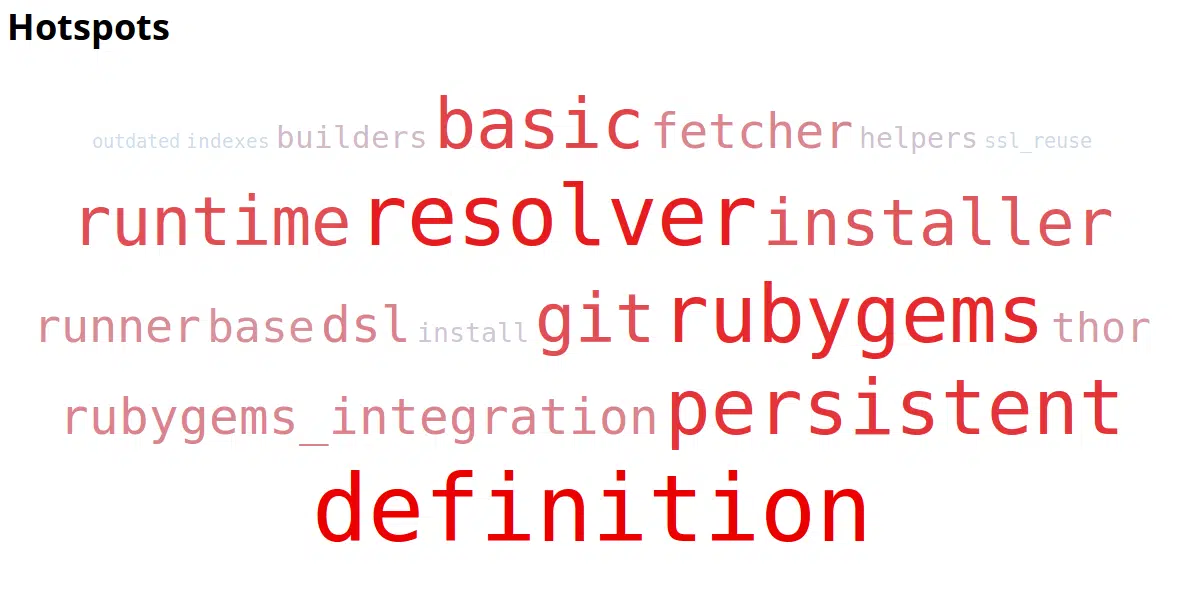 Hotspots
outdated indexes builders basic fetcher helpers ssl_reuse
runtime resolver installer
runner base dsl install git rubygems thor
rubygems_integration persistent
definition